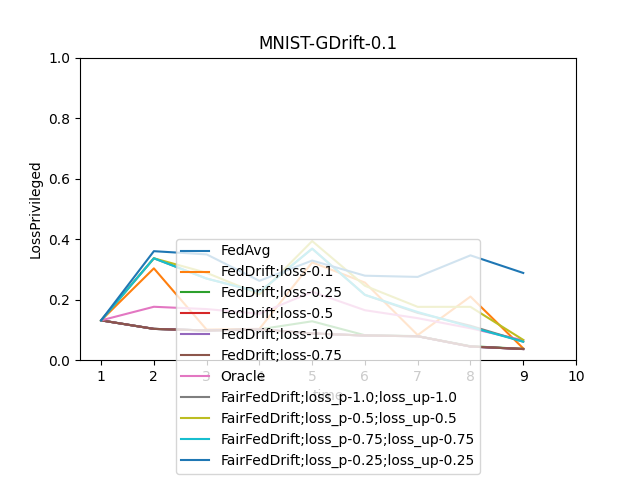 MNIST-GDrift-0.1
LossPrivileged
1.0
0.8
0.6
0.4
0.2
0.0
1 2 3 4 5 6 7 8 9 10
FedAvg
FedDrift;loss-0.1
FedDrift;loss-0.25
FedDrift;loss-0.5
FedDrift;loss-1.0
FedDrift;loss-0.75
Oracle
FairFedDrift;loss_p-1.0;loss_up-1.0
FairFedDrift;loss_p-0.5;loss_up-0.5
FairFedDrift;loss_p-0.75;loss_up-0.75
FairFedDrift;loss_p-0.25;loss_up-0.25